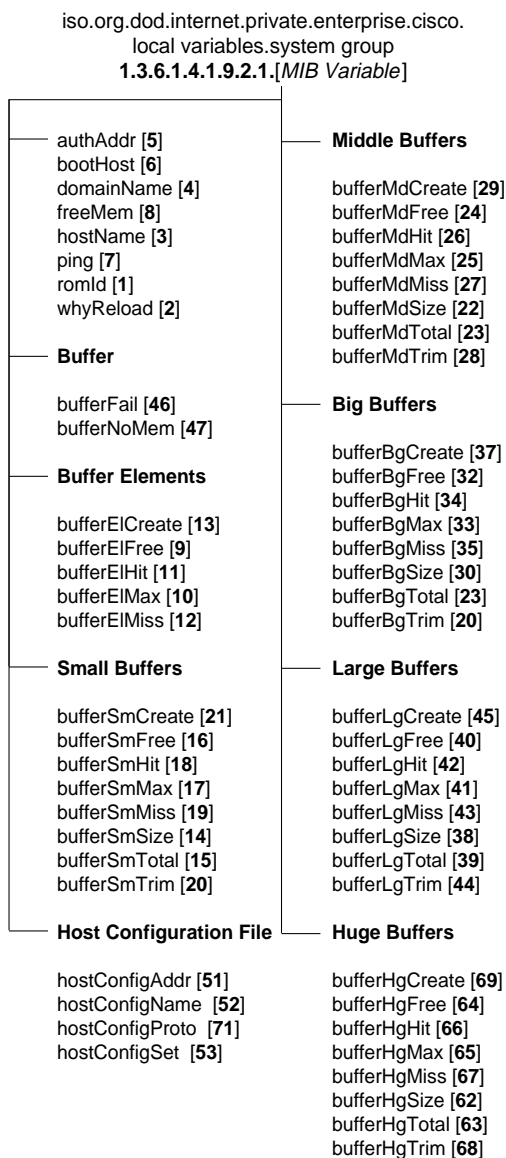 iso.org.dod.internet.private.enterprise.cisco.
local variables.system group
1.3.6.1.4.1.9.2.1.[MIB Variable]
authAddr [5]
bootHost [6]
domainName [4]
freeMem [8]
hostName [3]
ping [7]
romId [1]
whyReload [2]
Buffer
bufferFail [46]
bufferNoMem [47]
Buffer Elements
bufferElCreate [13]
bufferElFree [9]
bufferElHit [11]
bufferElMax [10]
bufferElMiss [12]
Small Buffers
bufferSmCreate [21]
bufferSmFree [16]
bufferSmHit [18]
bufferSmMax [17]
bufferSmMiss [19]
bufferSmSize [14]
bufferSmTotal [15]
bufferSmTrim [20]
Host Configuration File
hostConfigAddr [51]
hostConfigName [52]
hostConfigProto [71]
hostConfigSet [53]
Middle Buffers
bufferMdCreate [29]
bufferMdFree [24]
bufferMdHit [26]
bufferMdMax [25]
bufferMdMiss [27]
bufferMdSize [22]
bufferMdTotal [23]
bufferMdTrim [28]
Big Buffers
bufferBgCreate [37]
bufferBgFree [32]
bufferBgHit [34]
bufferBgMax [33]
bufferBgMiss [35]
bufferBgSize [30]
bufferBgTotal [23]
bufferBgTrim [20]
Large Buffers
bufferLgCreate [45]
bufferLgFree [40]
bufferLgHit [42]
bufferLgMax [41]
bufferLgMiss [43]
bufferLgSize [38]
bufferLgTotal [39]
bufferLgTrim [44]
Huge Buffers
bufferHgCreate [69]
bufferHgFree [64]
bufferHgHit [66]
bufferHgMax [65]
bufferHgMiss [67]
bufferHgSize [62]
bufferHgTotal [63]
bufferHgTrim [68]